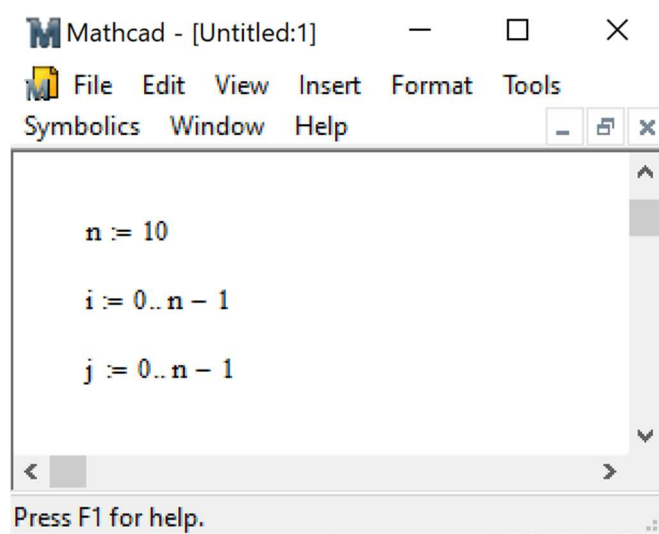 Mathcad - [Untitled:1]
File Edit View Insert Format Tools
Symbolics Window Help
n := 10
i := 0.. n − 1
j := 0.. n − 1
Press F1 for help.